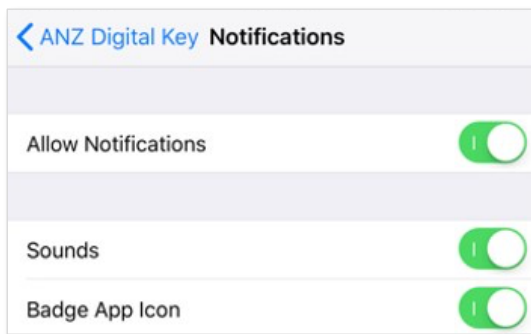 ANZ Digital Key Notifications
Allow Notifications
Sounds
Badge App Icon